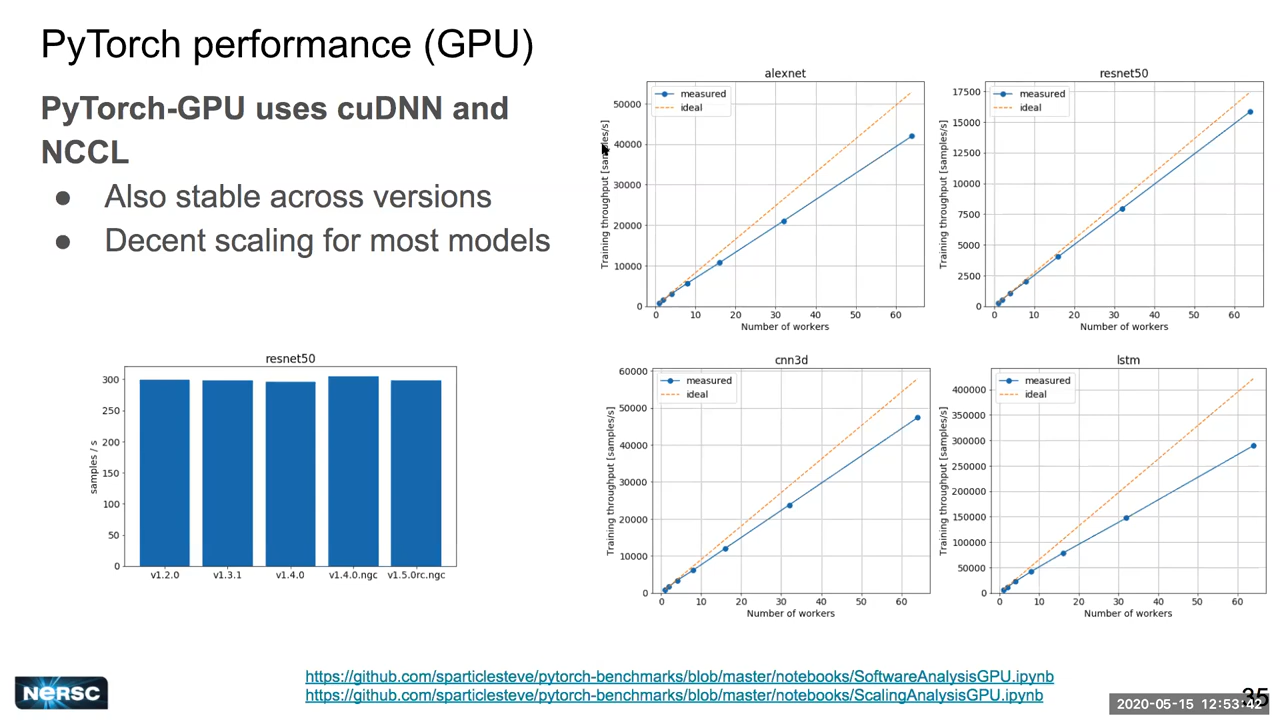 PyTorch performance (GPU)
PyTorch-GPU uses cuDNN and
NCCL
● Also stable across versions
● Decent scaling for most models
resnet50
samples / s
300
250
200
150
100
50
0
v1.2.0 v1.3.1 v1.4.0 v1.4.0.ngc v1.5.0rc.ngc
alexnet
measured
ideal
Training throughput [samples/s]
50000
40000
30000
20000
10000
0
0 10 20 30 40 50 60
Number of workers
resnet50
measured
ideal
Training throughput [samples/s]
17500
15000
12500
10000
7500
5000
2500
0
0 10 20 30 40 50 60
Number of workers
cnn3d
measured
ideal
Training throughput [samples/s]
60000
50000
40000
30000
20000
10000
0
0 10 20 30 40 50 60
Number of workers
lstm
measured
ideal
Training throughput [samples/s]
400000
350000
300000
250000
200000
150000
100000
50000
0
0 10 20 30 40 50 60
Number of workers
https://github.com/sparticlesteve/pytorch-benchmarks/blob/master/notebooks/SoftwareAnalysisGPU.ipynb
https://github.com/sparticlesteve/pytorch-benchmarks/blob/master/notebooks/ScalingAnalysisGPU.ipynb
NERSC
35
2020-05-15 12:53:42